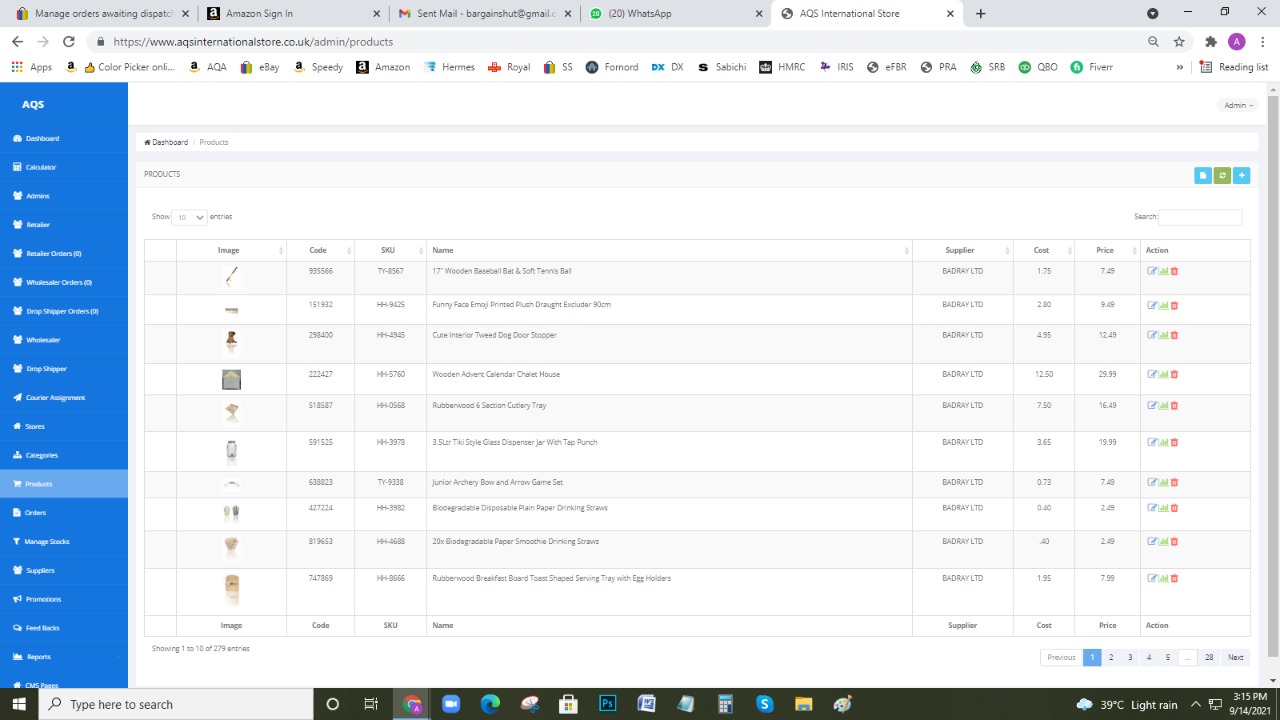 Manage orders awaiting dispatch
Amazon Sign In
Sent Mail - bargainshut@gmail.c
(20) WhatsApp
AQS International Store
https://www.aqsinternationalstore.co.uk/admin/products
Apps
Color Picker onli...
AQA
eBay
Speedy
Amazon
Hermes
Royal
SS
Fornord
DX
Sabichi
HMRC
IRIS
eFBR
PRA
SRB
QBO
Fiverr
»
Reading list
AQS
Admin
Dashboard
Calculator
Admins
Retailer
Retailer Orders (0)
Wholesaler Orders (0)
Drop Shipper Orders (0)
Wholesaler
Drop Shipper
Courier Assignment
Stores
Categories
Products
Orders
Manage Stocks
Suppliers
Promotions
Feed Backs
Reports
CMS Pages
Dashboard / Products
PRODUCTS
Show 10 entries
Search:
Image Code SKU Name Supplier Cost Price Action
935566 TY-8567 17" Wooden Baseball Bat & Soft Tennis Ball BADRAY LTD 1.75 7.49
151932 HH-9425 Funny Face Emoji Printed Plush Draught Excluder 90cm BADRAY LTD 2.80 9.49
298400 HH-4945 Cute Interior Tweed Dog Door Stopper BADRAY LTD 4.95 12.49
222427 HH-5760 Wooden Advent Calendar Chalet House BADRAY LTD 12.50 29.99
518587 HH-0568 Rubberwood 6 Section Cutlery Tray BADRAY LTD 7.50 16.49
591525 HH-3978 3.5Ltr Tiki Style Glass Dispenser Jar With Tap Punch BADRAY LTD 3.65 19.99
638823 TY-9338 Junior Archery Bow and Arrow Game Set BADRAY LTD 0.73 7.49
427224 HH-3982 Biodegradable Disposable Plain Paper Drinking Straws BADRAY LTD 0.40 2.49
819653 HH-4688 20x Biodegradable Paper Smoothie Drinking Straws BADRAY LTD .40 2.49
747869 HH-8666 Rubberwood Breakfast Board Toast Shaped Serving Tray with Egg Holders BADRAY LTD 1.95 7.99
Image Code SKU Name Supplier Cost Price Action
Showing 1 to 10 of 279 entries
Previous 1 2 3 4 5 ... 28 Next
Type here to search
39°C Light rain
3:15 PM
9/14/2021